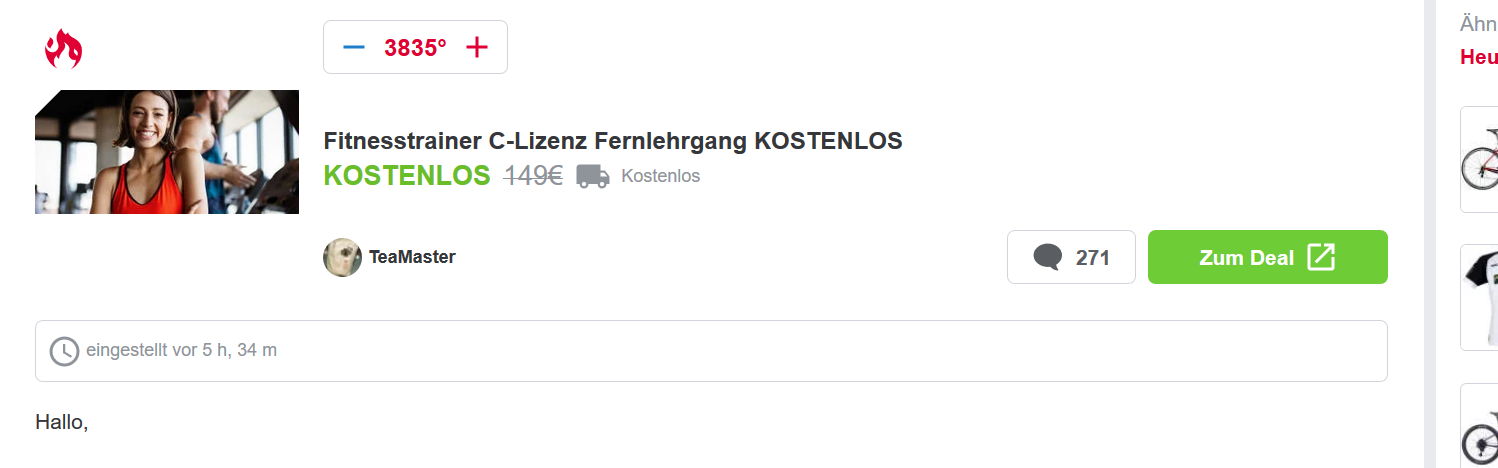 3835°
Fitnesstrainer C-Lizenz Fernlehrgang KOSTENLOS
KOSTENLOS 149€ Kostenlos
TeaMaster
271
Zum Deal
eingestellt vor 5 h, 34 m
Hallo,
Ähn
Heu